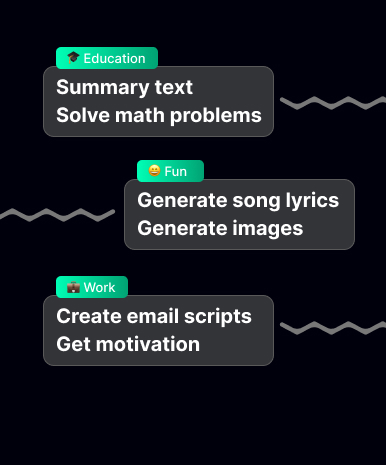 Education
Summary text
Solve math problems
Fun
Generate song lyrics
Generate images
Work
Create email scripts
Get motivation